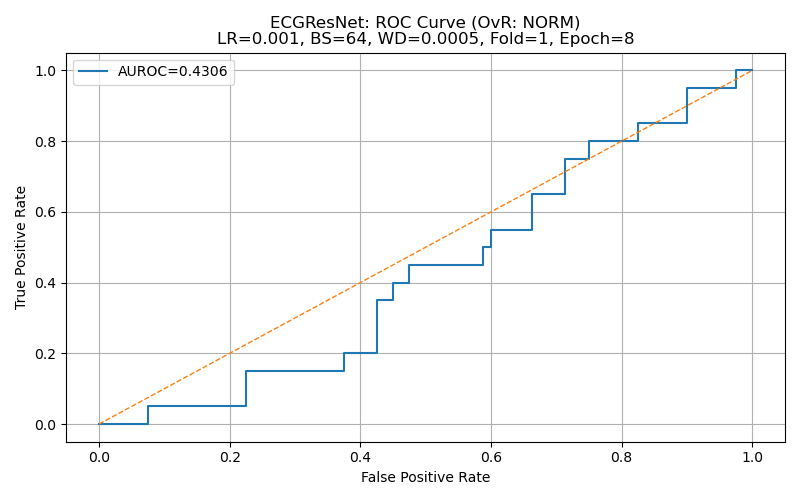 ECGResNet: ROC Curve (OvR: NORM)
LR=0.001, BS=64, WD=0.0005, Fold=1, Epoch=8
AUROC=0.4306
1.0
0.8
0.6
0.4
0.2
0.0
True Positive Rate
0.0 0.2 0.4 0.6 0.8 1.0
False Positive Rate